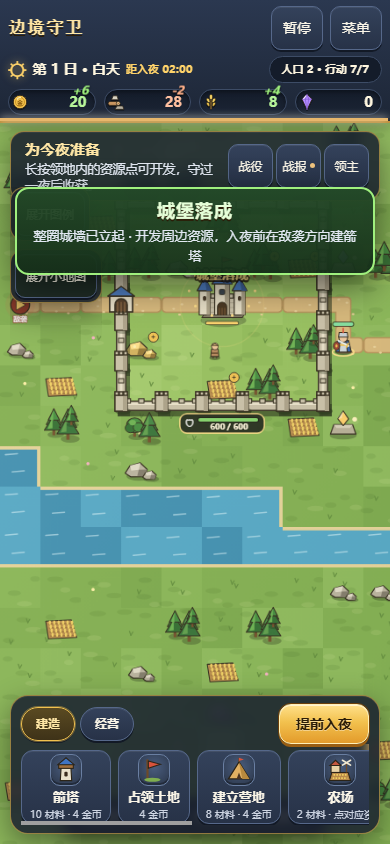 边境守卫
暂停
菜单
第 1 日 · 白天 距入夜 02:00
人口 2 · 行动 7/7
+6
20
-2
28
+4
8
0
为今夜准备
长按领地内的资源点可开发，守过
一夜后收获
战役
战报
领主
城堡落成
整圈城墙已立起 · 开发周边资源，入夜前在敌袭方向建箭
塔
展开小地图
600 / 600
建造
经营
提前入夜
箭塔
10 材料 · 4 金币
占领土地
4 金币
建立营地
8 材料 · 4 金币
农场
2 材料 · 点对应